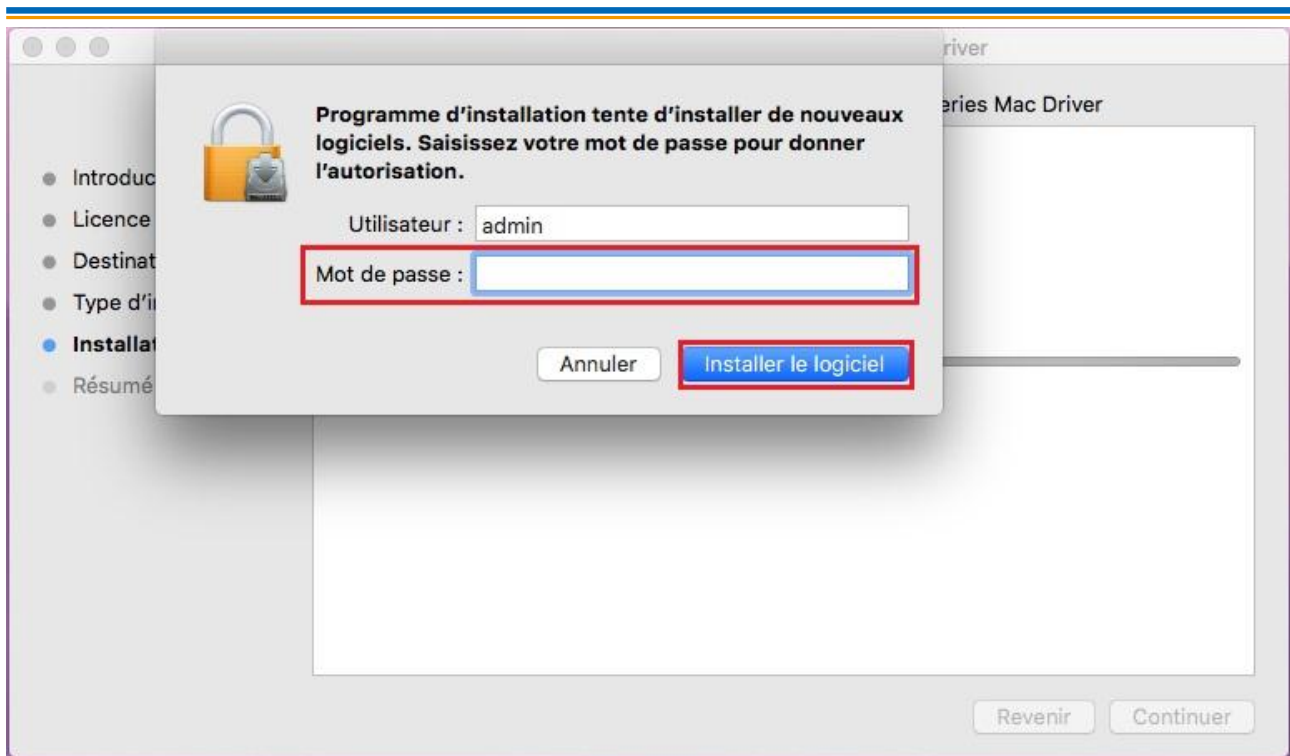 river
eries Mac Driver
Programme d'installation tente d'installer de nouveaux
logiciels. Saisissez votre mot de passe pour donner
l'autorisation.
Utilisateur : admin
Mot de passe :
Annuler Installer le logiciel
Introduc
Licence
Destinat
Type d'i
Installat
Résumé
Revenir Continuer